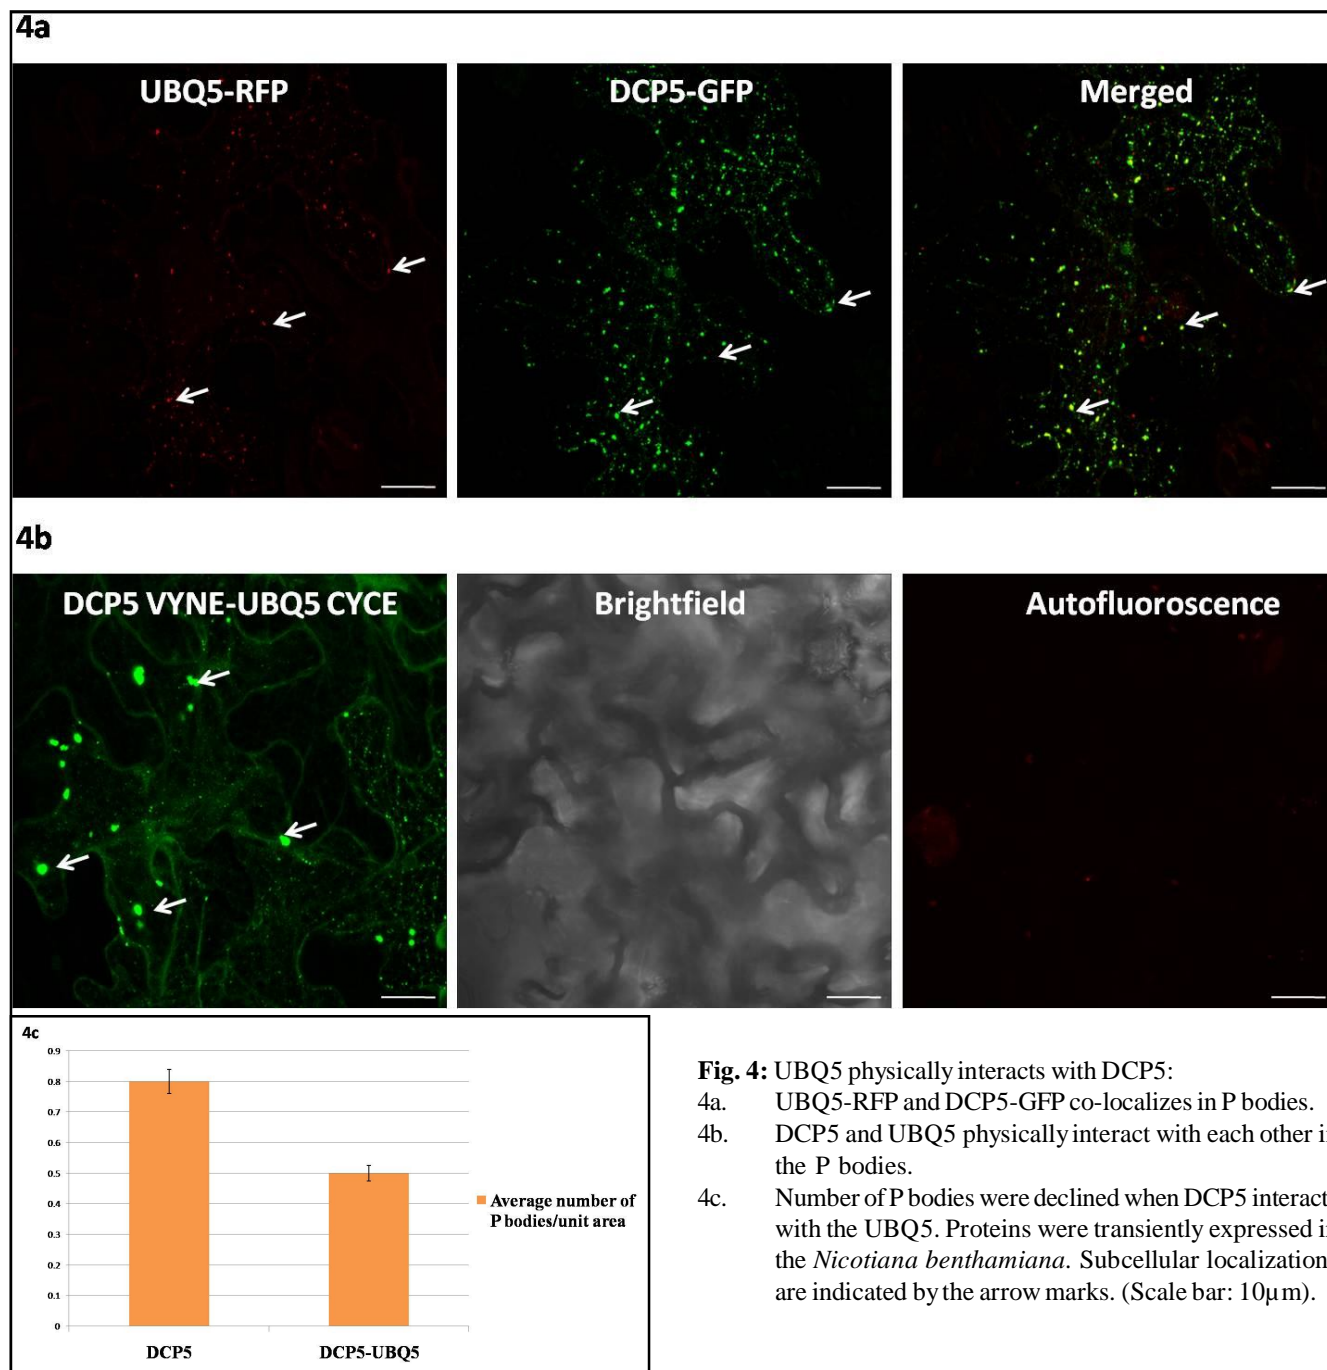 4a
UBQ5-RFP
DCP5-GFP
Merged
4b
DCP5 VYNE-UBQ5 CYCE
Brightfield
Autofluoroscence
4c
0.9
0.8
0.7
0.6
0.5
0.4
0.3
0.2
0.1
0
DCP5
DCP5-UBQ5
Average number of
P bodies/unit area
Fig. 4: UBQ5 physically interacts with DCP5:
4a. UBQ5-RFP and DCP5-GFP co-localizes in P bodies.
4b. DCP5 and UBQ5 physically interact with each other
the P bodies.
4c. Number of P bodies were declined when DCP5 interact
with the UBQ5. Proteins were transiently expressed
the Nicotiana benthamiana. Subcellular localization
are indicated by the arrow marks. (Scale bar: 10µm).